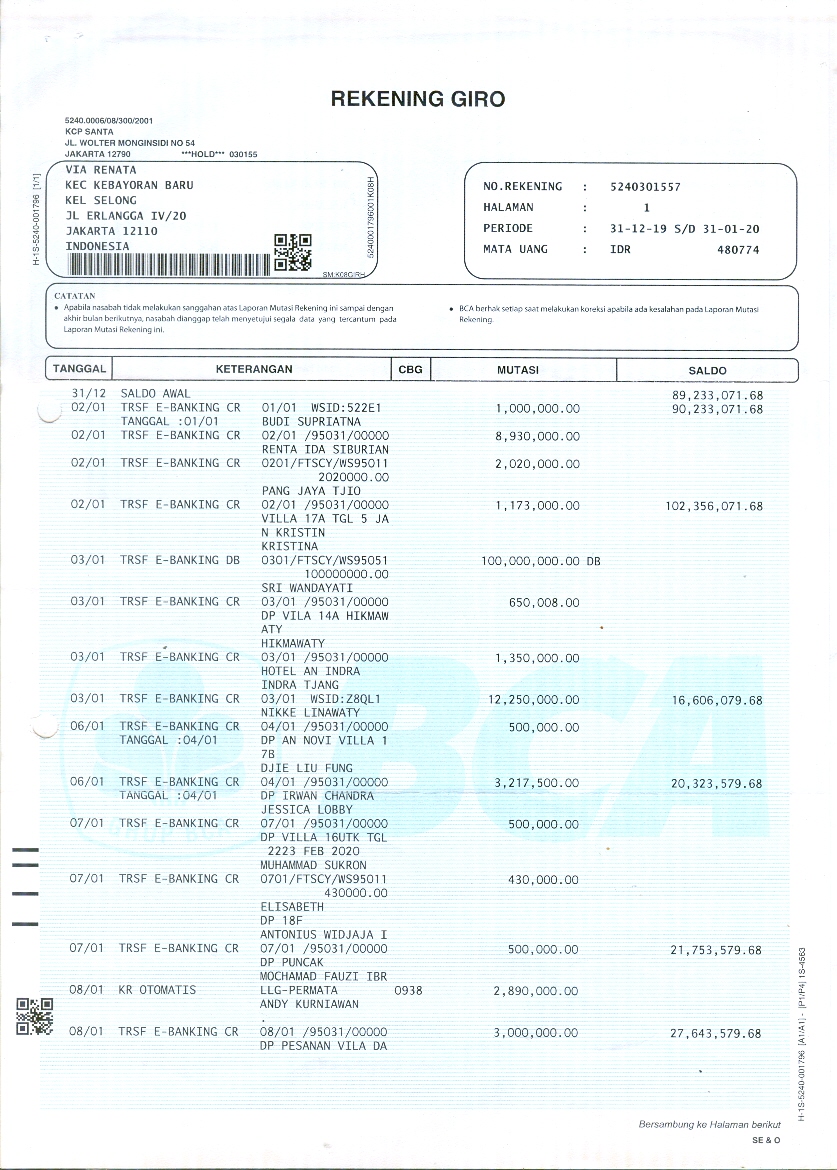 REKENING GIRO
5240.0006/08/300/2001
KCP SANTA
JL. WOLTER MONGINSIDI NO 54
JAKARTA 12790 ***HOLD*** 030155
VIA RENATA
KEC KEBAYORAN BARU
KEL SELONG
JL ERLANGGA IV/20
JAKARTA 12110
INDONESIA
SM:K08GIRH
H-1S-5240-001796 [1/1]
5240001796001K08H
NO.REKENING : 5240301557
HALAMAN : 1
PERIODE : 31-12-19 S/D 31-01-20
MATA UANG : IDR 480774
CATATAN
• Apabila nasabah tidak melakukan sanggahan atas Laporan Mutasi Rekening ini sampai dengan
akhir bulan berikutnya, nasabah dianggap telah menyetujui segala data yang tercantum pada
Laporan Mutasi Rekening ini.
• BCA berhak setiap saat melakukan koreksi apabila ada kesalahan pada Laporan Mutasi
Rekening.
TANGGAL KETERANGAN CBG MUTASI SALDO
31/12 SALDO AWAL 89,233,071.68
02/01 TRSF E-BANKING CR 01/01 WSID:522E1 1,000,000.00 90,233,071.68
TANGGAL :01/01 BUDI SUPRIATNA
02/01 TRSF E-BANKING CR 02/01 /95031/00000 8,930,000.00
RENTA IDA SIBURIAN
02/01 TRSF E-BANKING CR 0201/FTSCY/WS95011 2,020,000.00
2020000.00
PANG JAYA TJIO
02/01 TRSF E-BANKING CR 02/01 /95031/00000 1,173,000.00 102,356,071.68
VILLA 17A TGL 5 JA
N KRISTIN
KRISTINA
03/01 TRSF E-BANKING DB 0301/FTSCY/WS95051 100,000,000.00 DB
100000000.00
SRI WANDAYATI
03/01 TRSF E-BANKING CR 03/01 /95031/00000 650,008.00
DP VILA 14A HIKMAW
ATY
HIKMAWATY
03/01 TRSF E-BANKING CR 03/01 /95031/00000 1,350,000.00
HOTEL AN INDRA
INDRA TJANG
03/01 TRSF E-BANKING CR 03/01 WSID:Z8QL1 12,250,000.00 16,606,079.68
NIKKE LINAWATY
06/01 TRSF E-BANKING CR 04/01 /95031/00000 500,000.00
TANGGAL :04/01 DP AN NOVI VILLA 1
7B
DJIE LIU FUNG
06/01 TRSF E-BANKING CR 04/01 /95031/00000 3,217,500.00 20,323,579.68
TANGGAL :04/01 DP IRWAN CHANDRA
JESSICA LOBBY
07/01 TRSF E-BANKING CR 07/01 /95031/00000 500,000.00
DP VILLA 16UTK TGL
2223 FEB 2020
MUHAMMAD SUKRON
07/01 TRSF E-BANKING CR 0701/FTSCY/WS95011 430,000.00
430000.00
ELISABETH
DP 18F
ANTONIUS WIDJAJA I
07/01 TRSF E-BANKING CR 07/01 /95031/00000 500,000.00 21,753,579.68
DP PUNCAK
MOCHAMAD FAUZI IBR
08/01 KR OTOMATIS LLG-PERMATA 0938 2,890,000.00
ANDY KURNIAWAN
.
08/01 TRSF E-BANKING CR 08/01 /95031/00000 3,000,000.00 27,643,579.68
DP PESANAN VILA DA
BCA
H-1S-5240-001796 [A1/A1] - [P1/P4] 1S-4563
Bersambung ke Halaman berikut
SE & O